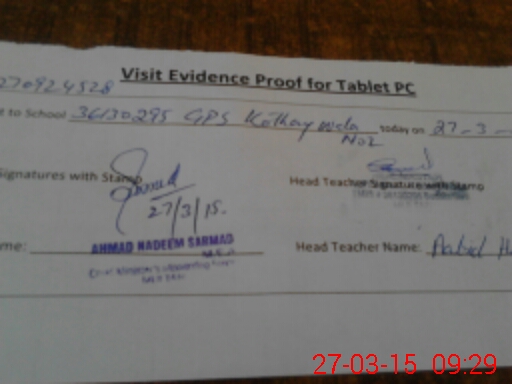 Visit Evidence Proof for Tablet PC
270924528
t to School 36130295 GPS Kothay wala today on 27-3-
No2
Signatures with Stamp Head Teacher Signature with Stamp
27/3/15.
me: AHMAD NADEEM SARMAD Head Teacher Name:
27-03-15 09:29